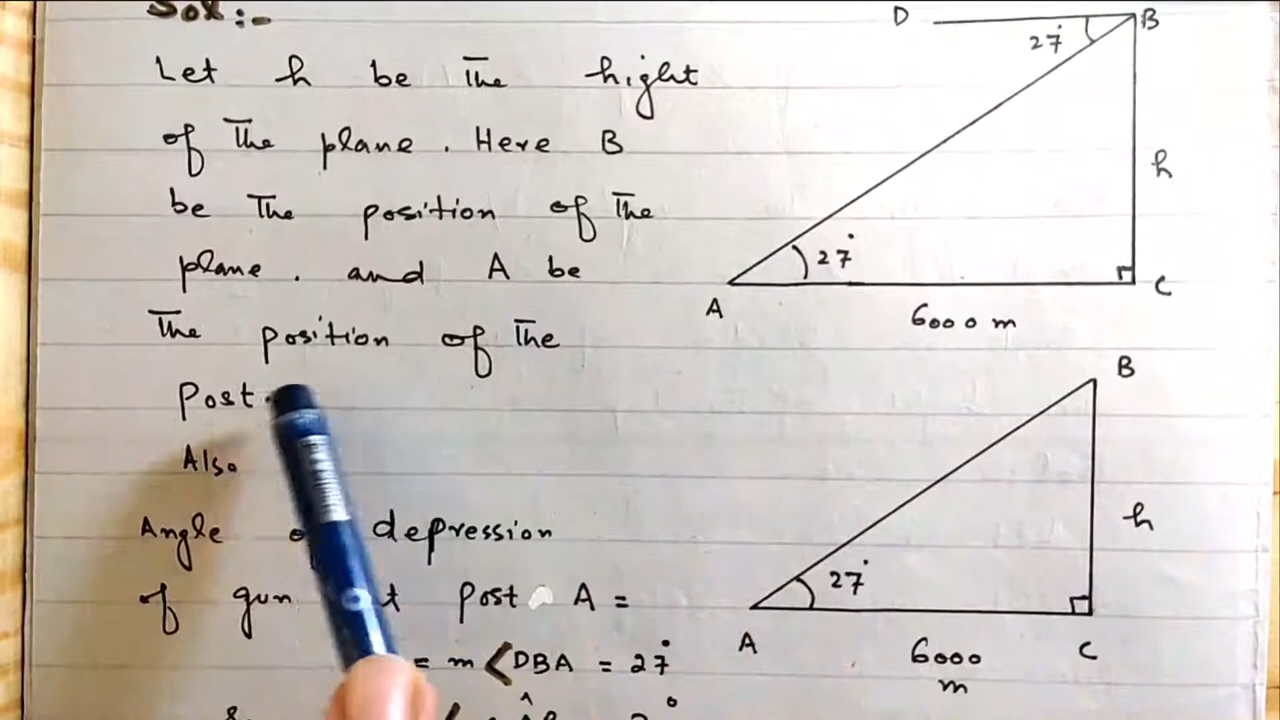 Sol:-
Let h be the hight
of the plane. Here B
be the position of the
plane. and A be
the position of the
Post.
Also
Angle depression
of gun post A =
= m<DBA = 27°
D
B
27°
h
27°
A
C
6000 m
B
27°
h
A
6000
m
C